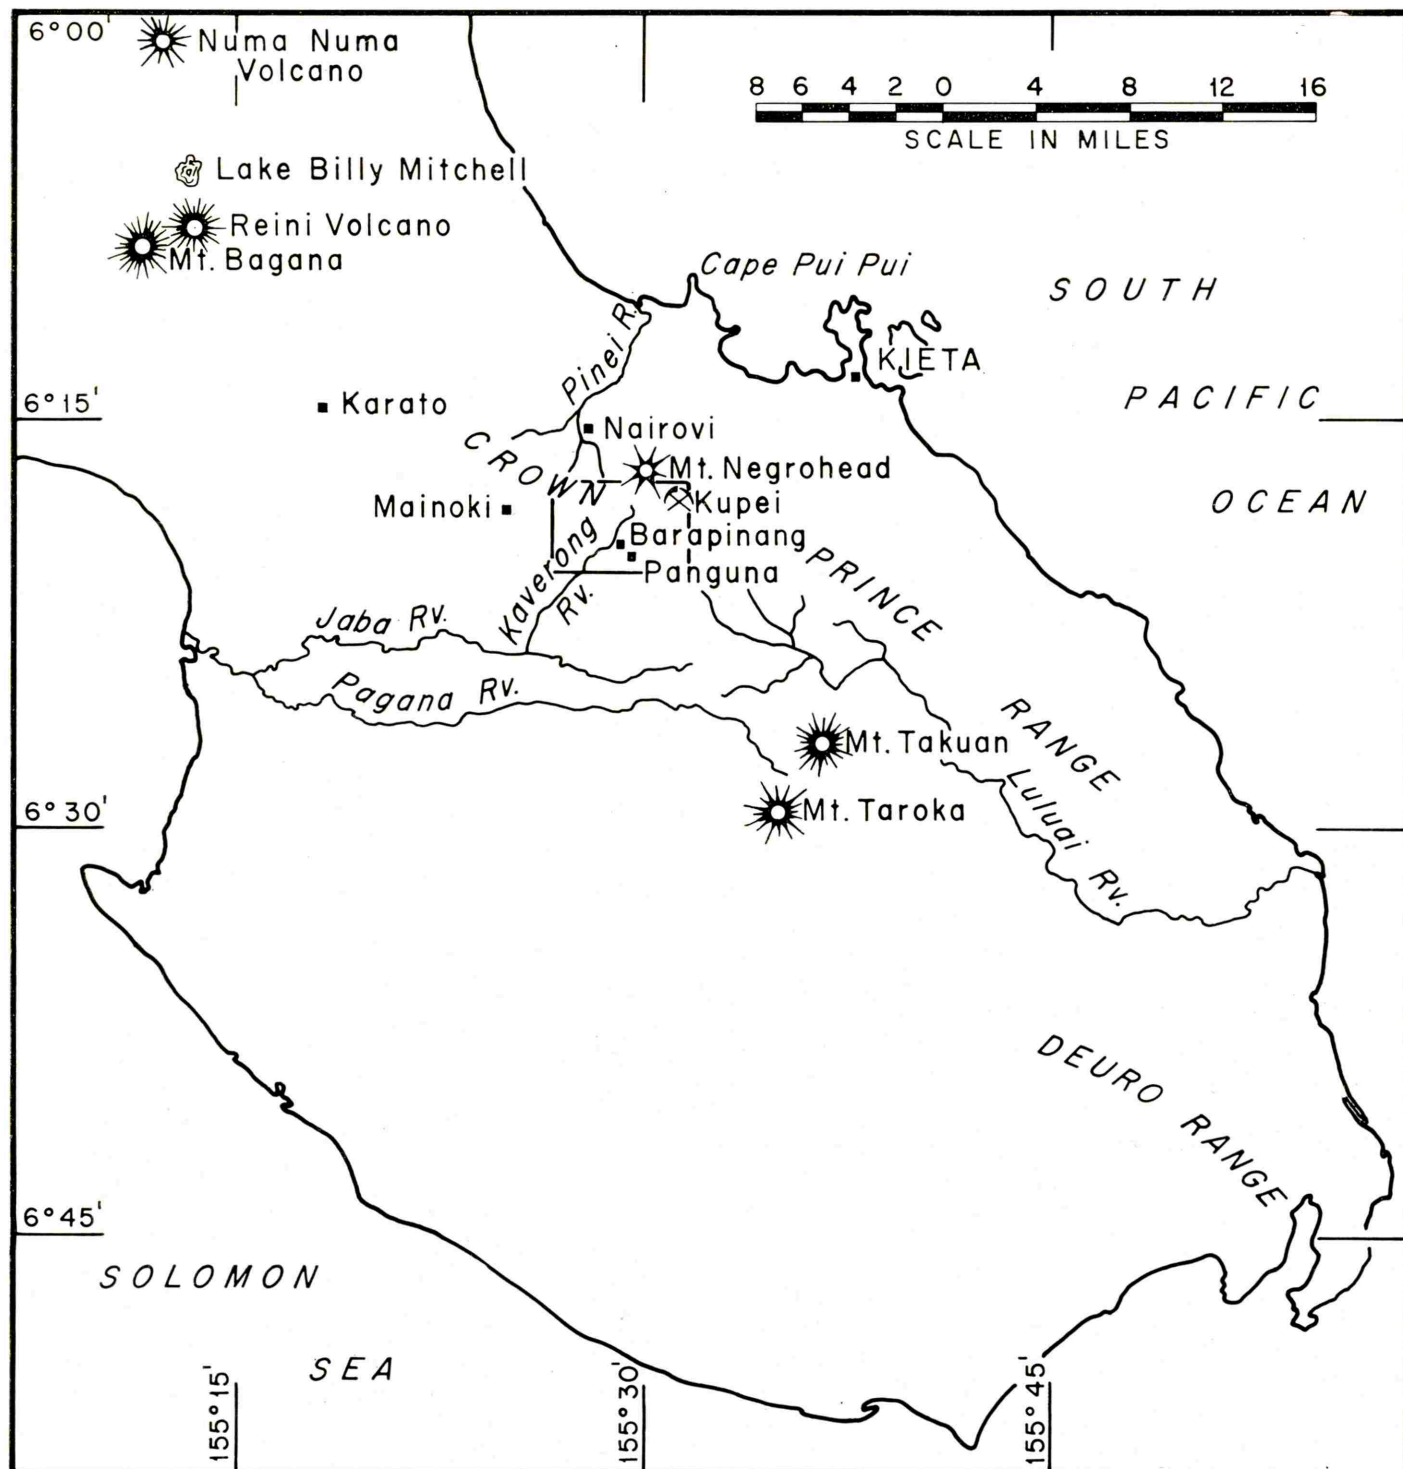 6°00'
Numa Numa
Volcano
8 6 4 2 0 4 8 12 16
SCALE IN MILES
Lake Billy Mitchell
Reini Volcano
Mt. Bagana
Cape Pui Pui
SOUTH
PACIFIC
OCEAN
KIETA
Pinei R.
6°15'
Karato
Nairovi
CROWN
PRINCE
RANGE
Mt. Negrohead
Kupei
Mainoki
Barapinang
Panguna
Kaverong
Rv.
Jaba Rv.
Pagana Rv.
Mt. Takuan
Mt. Taroka
Luluai Rv.
6°30'
DEURO RANGE
6°45'
SOLOMON
SEA
155°15'
155°30'
155°45'